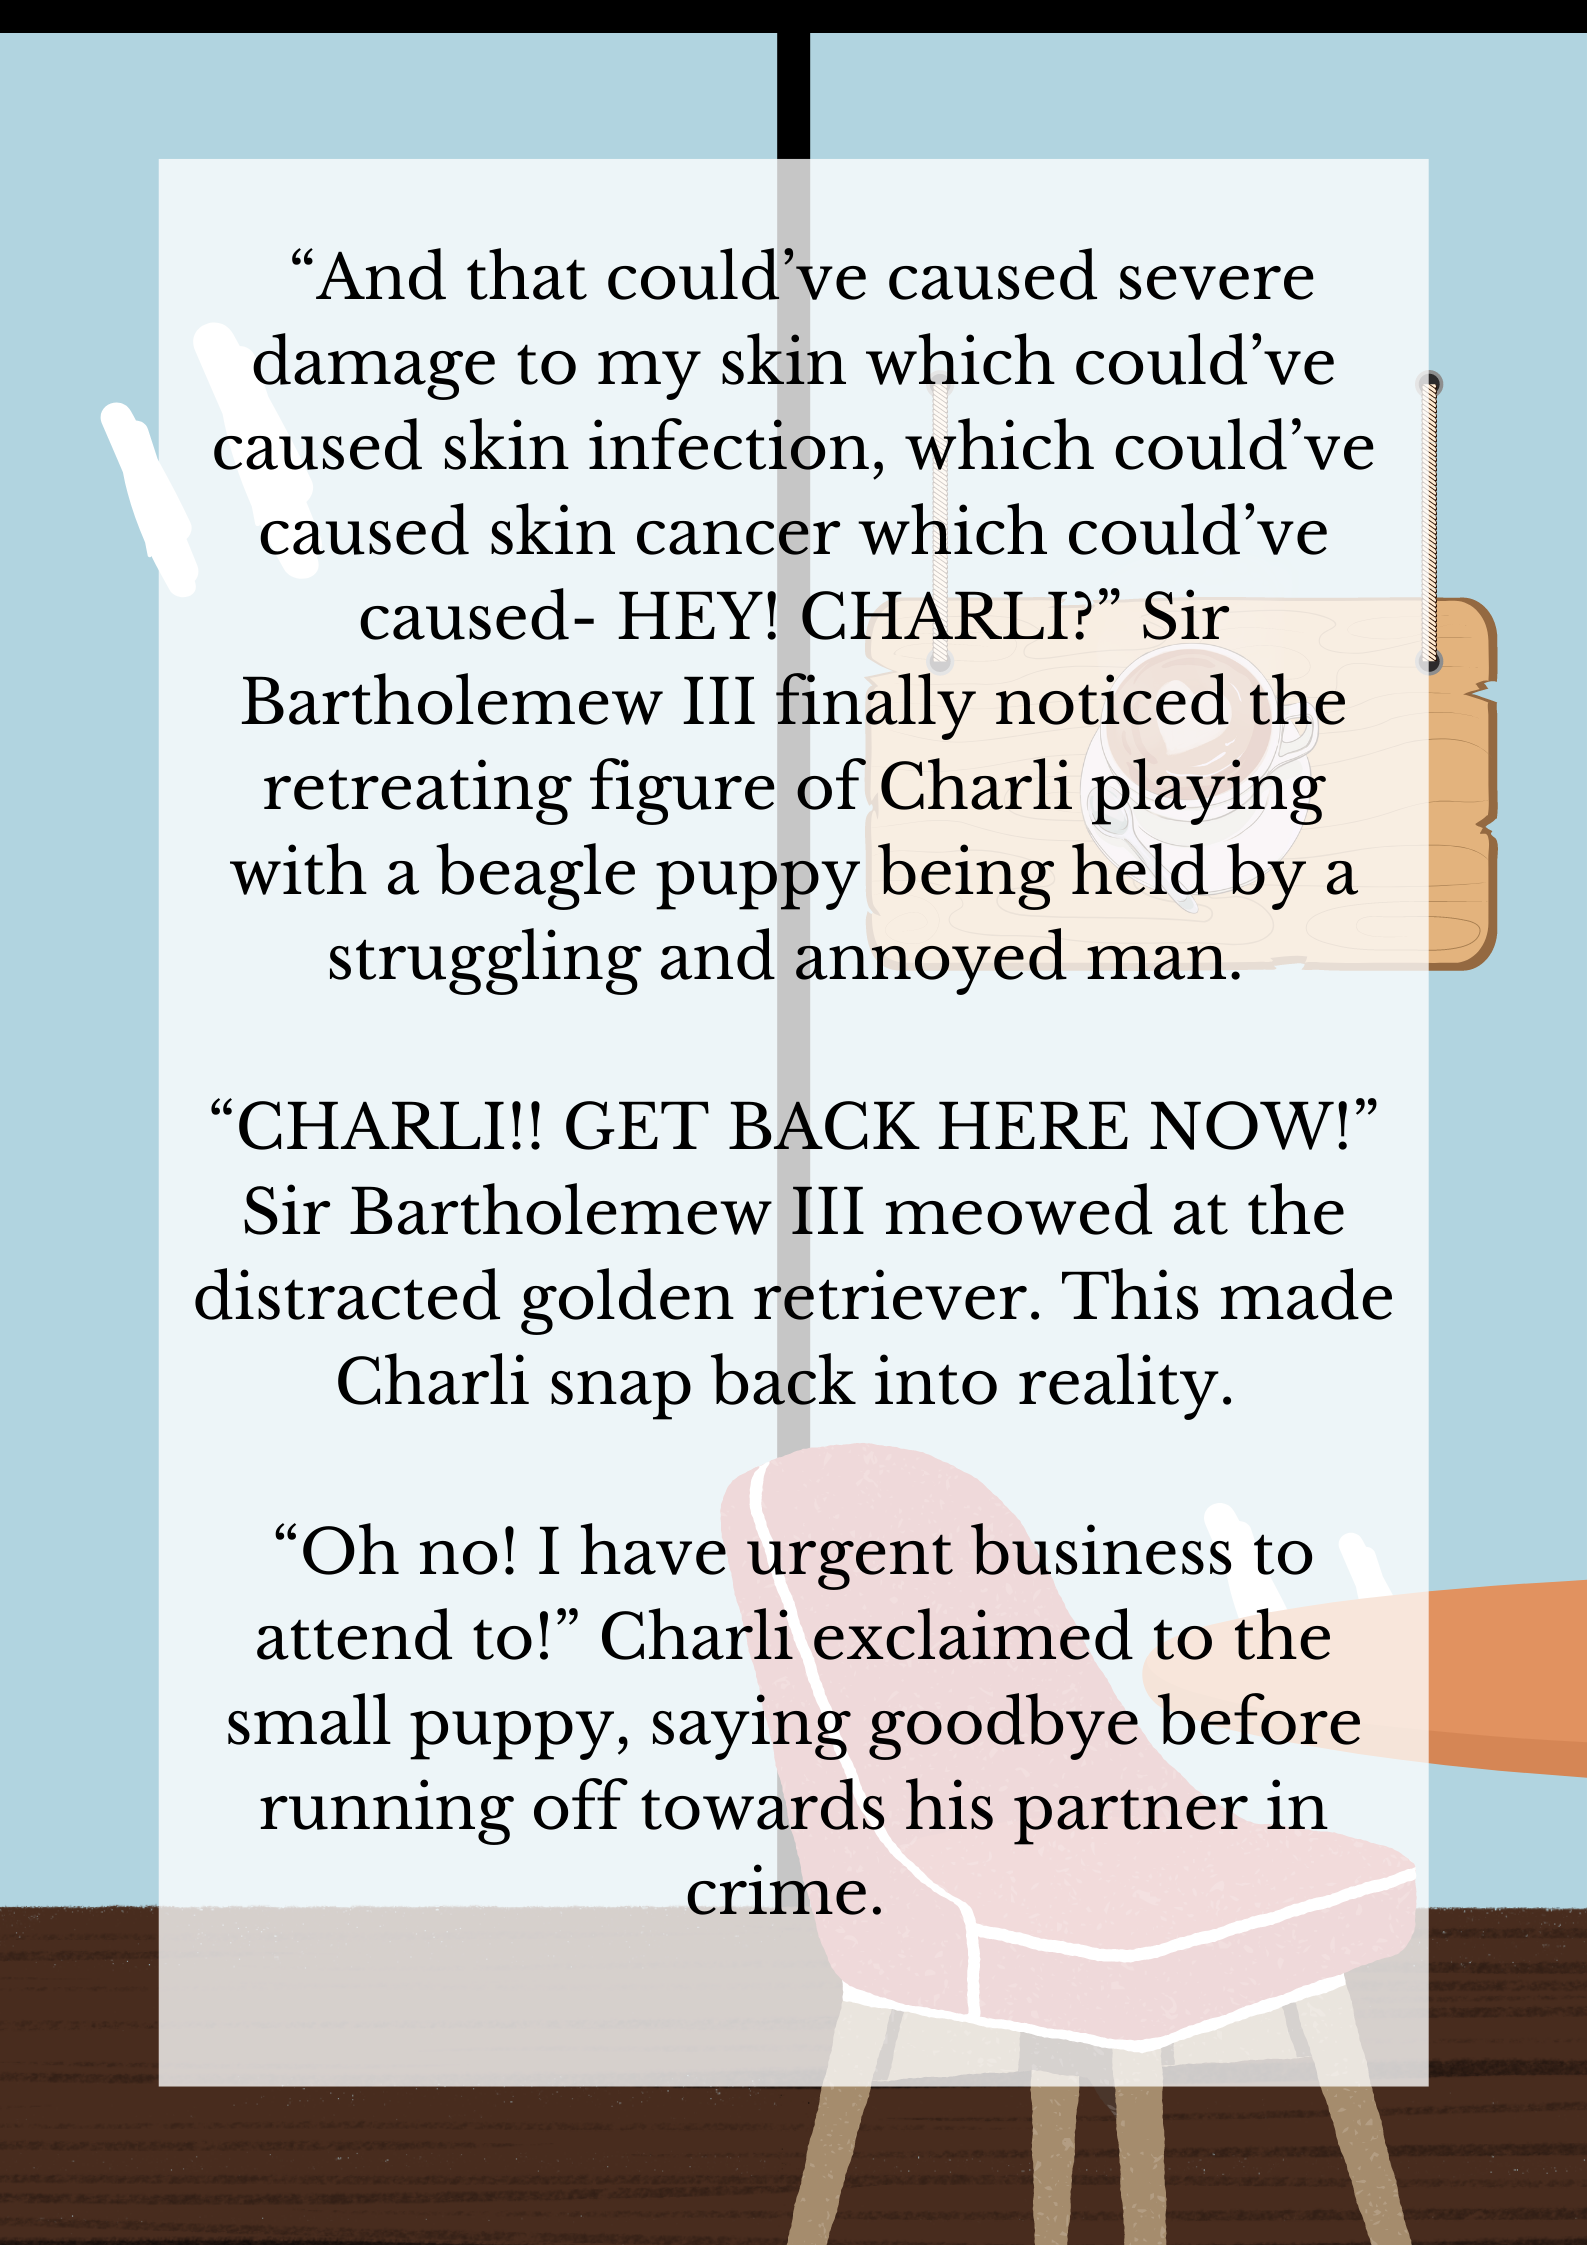 “And that could’ve caused severe
damage to my skin which could’ve
caused skin infection, which could’ve
caused skin cancer which could’ve
caused- HEY! CHARLI?” Sir
Bartholemew III finally noticed the
retreating figure of Charli playing
with a beagle puppy being held by a
struggling and annoyed man.
“CHARLI!! GET BACK HERE NOW!”
Sir Bartholemew III meowed at the
distracted golden retriever. This made
Charli snap back into reality.
“Oh no! I have urgent business to
attend to!” Charli exclaimed to the
small puppy, saying goodbye before
running off towards his partner in
crime.